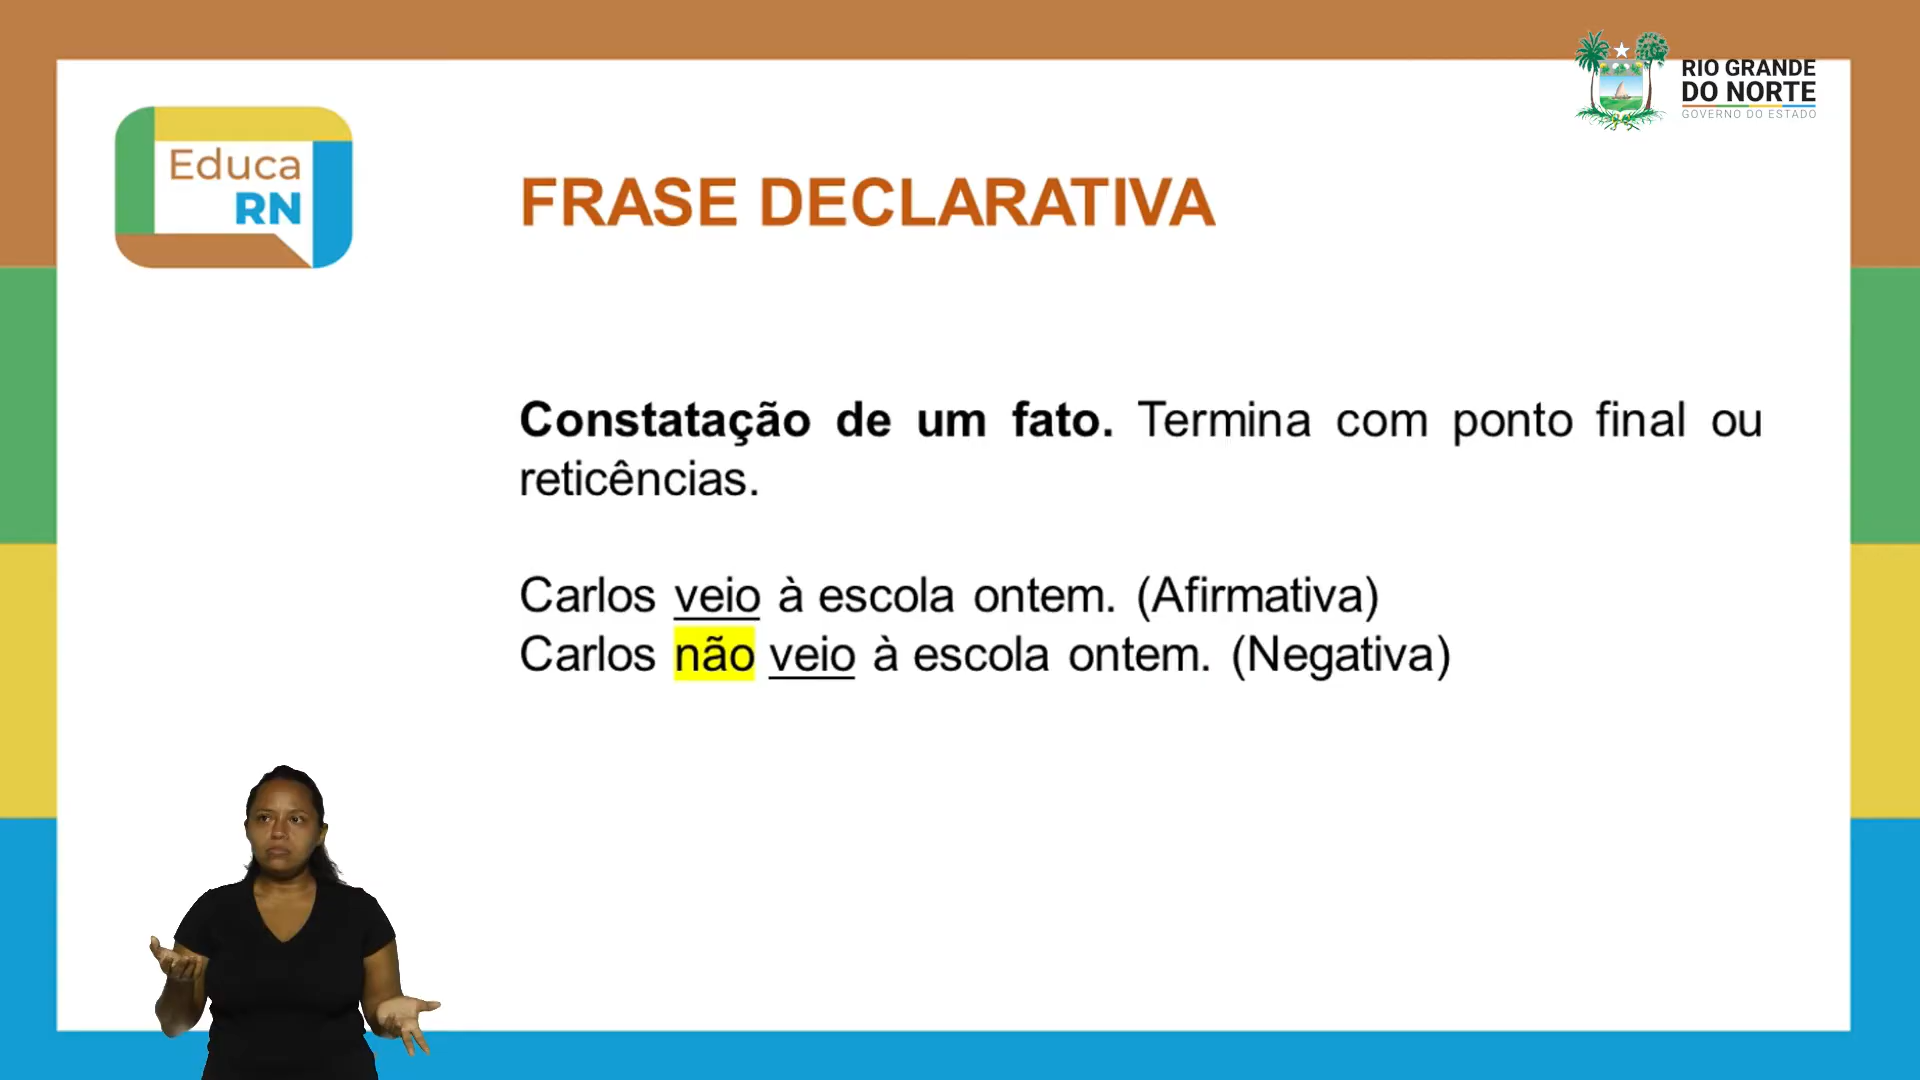 RIO GRANDE
DO NORTE
GOVERNO DO ESTADO
Educa
RN
FRASE DECLARATIVA
Constatação de um fato. Termina com ponto final ou
reticências.
Carlos veio à escola ontem. (Afirmativa)
Carlos não veio à escola ontem. (Negativa)